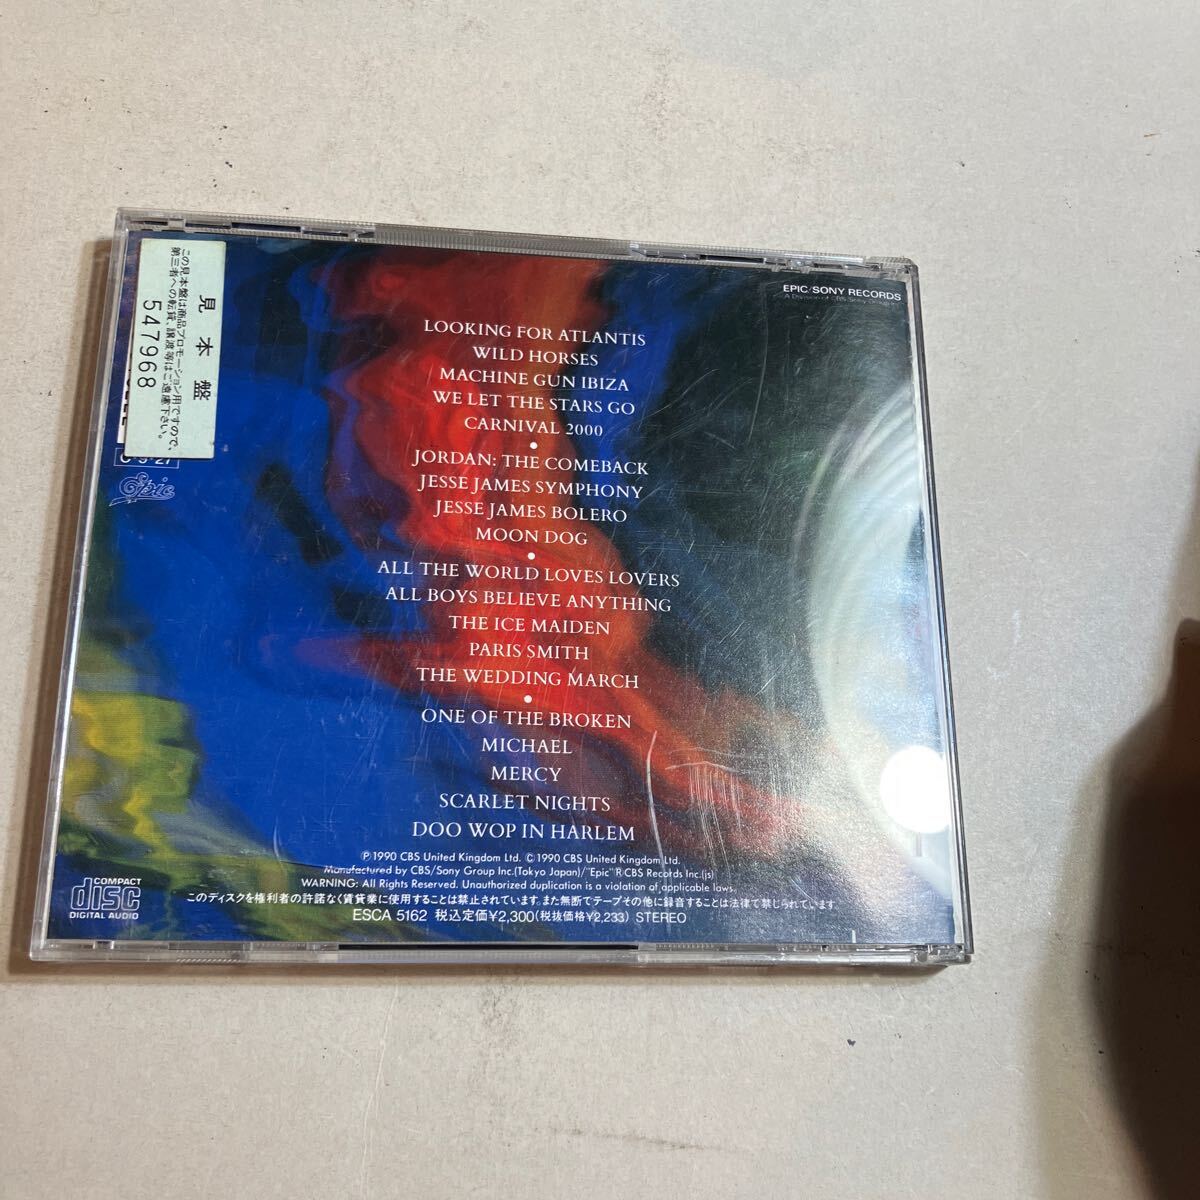 見本盤
この見本盤は商品プロモーション用ですので、
第三者への転貸、譲渡等はご遠慮下さい。
547968
Epic
EPIC/SONY RECORDS
A Division of CBS/Sony Group Inc.
LOOKING FOR ATLANTIS
WILD HORSES
MACHINE GUN IBIZA
WE LET THE STARS GO
CARNIVAL 2000
•
JORDAN: THE COMEBACK
JESSE JAMES SYMPHONY
JESSE JAMES BOLERO
MOON DOG
•
ALL THE WORLD LOVES LOVERS
ALL BOYS BELIEVE ANYTHING
THE ICE MAIDEN
PARIS SMITH
THE WEDDING MARCH
•
ONE OF THE BROKEN
MICHAEL
MERCY
SCARLET NIGHTS
DOO WOP IN HARLEM
Ⓟ 1990 CBS United Kingdom Ltd. © 1990 CBS United Kingdom Ltd.
Manufactured by CBS/Sony Group Inc.(Tokyo Japan)/"Epic" ® CBS Records Inc.(js)
WARNING: All Rights Reserved. Unauthorized duplication is a violation of applicable laws.
このディスクを権利者の許諾なく賃貸業に使用することは禁止されています。また無断でテープその他に録音することは法律で禁じられています。
ESCA 5162 税込定価¥2,300(税抜価格¥2,233) STEREO
COMPACT
disc
DIGITAL AUDIO